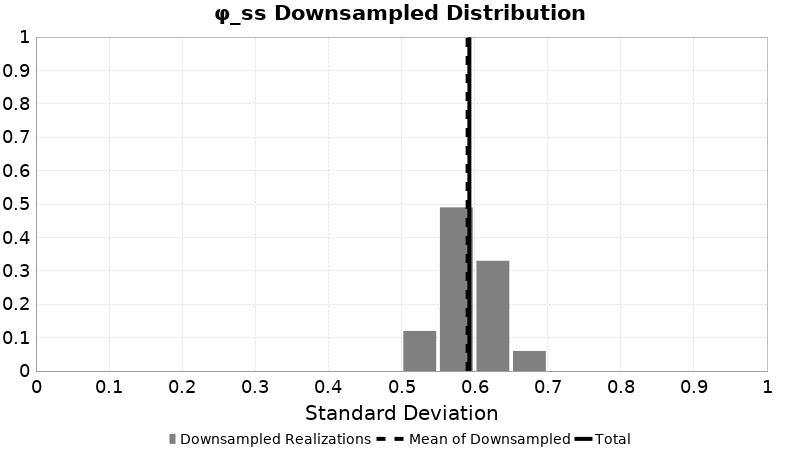 φ_ss Downsampled Distribution
1
0.9
0.8
0.7
0.6
0.5
0.4
0.3
0.2
0.1
0
0 0.1 0.2 0.3 0.4 0.5 0.6 0.7 0.8 0.9 1
Standard Deviation
Downsampled Realizations Mean of Downsampled Total